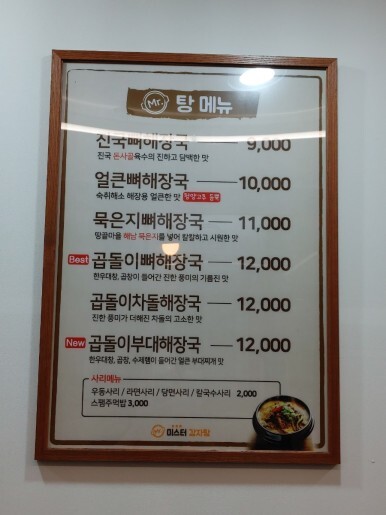 Mr. 탕 메뉴
진국뼈해장국 9,000
진국 돈사골육수의 진하고 담백한 맛
얼큰뼈해장국 10,000
숙취해소 해장용 얼큰한 맛 청양고추 듬뿍
묵은지뼈해장국 11,000
땅끝마을 해남 묵은지를 넣어 칼칼하고 시원한 맛
Best 곱돌이뼈해장국 12,000
한우대창, 곱창이 들어간 진한 풍미의 기름진 맛
곱돌이차돌해장국 12,000
진한 풍미가 더해진 차돌의 고소한 맛
New 곱돌이부대해장국 12,000
한우대창, 곱창, 수제햄이 들어간 얼큰 부대찌개 맛
사리메뉴
우동사리 / 라면사리 / 당면사리 / 칼국수사리 2,000
스팸주먹밥 3,000
미스터 감자탕